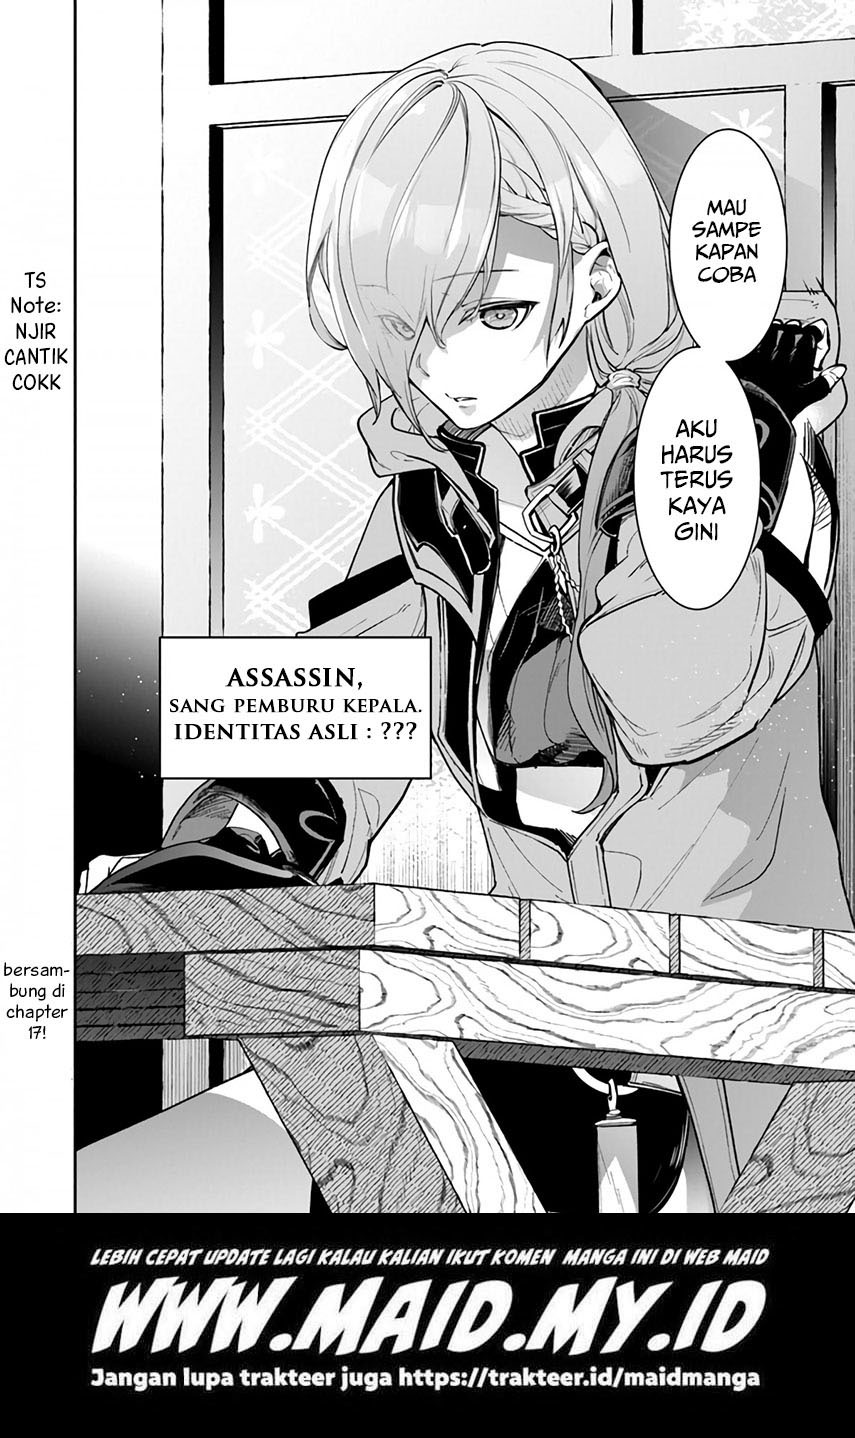 MAU
SAMPE
KAPAN
COBA
AKU
HARUS
TERUS
KAYA
GINI
TS
Note:
NJIR
CANTIK
COKK
ASSASSIN,
SANG PEMBURU KEPALA.
IDENTITAS ASLI : ???
bersam-
bung di
chapter
17!
LEBIH CEPAT UPDATE LAGI KALAU KALIAN IKUT KOMEN MANGA INI DI WEB MAID
WWW.MAID.MY.ID
Jangan lupa trakteer juga https://trakteer.id/maidmanga